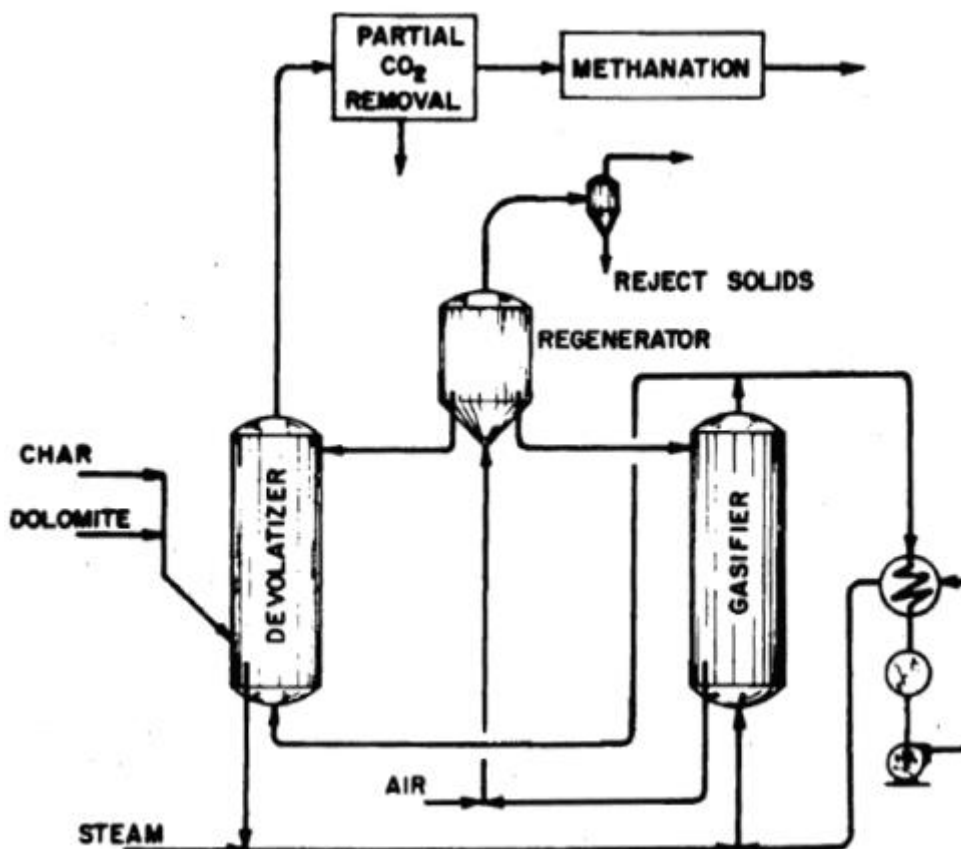 PARTIAL
CO₂
REMOVAL
METHANATION
REJECT SOLIDS
REGENERATOR
CHAR
DOLOMITE
DEVOLATIZER
GASIFIER
AIR
STEAM